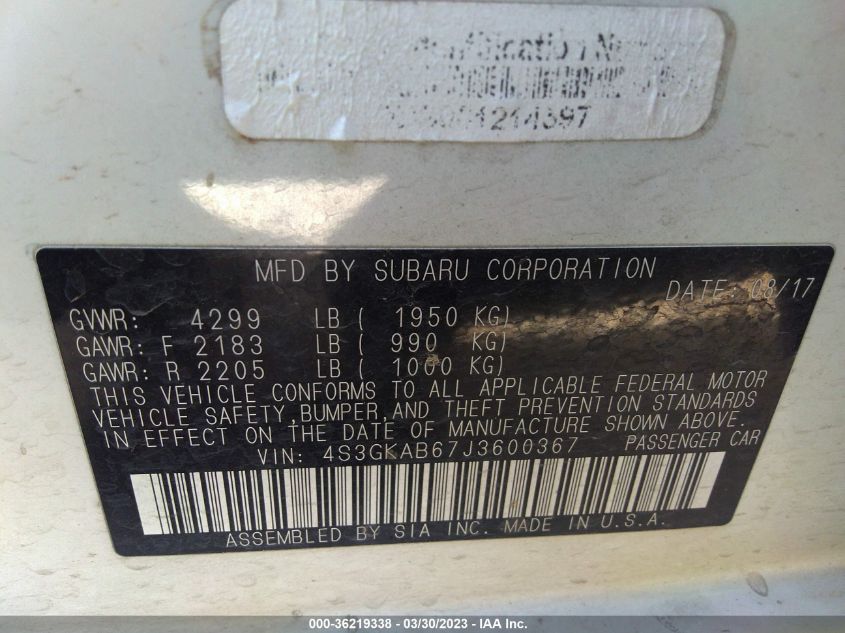 MFD BY SUBARU CORPORATION
DATE: 08/17
GVWR: 4299 LB ( 1950 KG)
GAWR: F 2183 LB ( 990 KG)
GAWR: R 2205 LB ( 1000 KG)
THIS VEHICLE CONFORMS TO ALL APPLICABLE FEDERAL MOTOR
VEHICLE SAFETY,BUMPER,AND THEFT PREVENTION STANDARDS
IN EFFECT ON THE DATE OF MANUFACTURE SHOWN ABOVE.
VIN: 4S3GKAB67J3600367 PASSENGER CAR
ASSEMBLED BY SIA INC. MADE IN U.S.A.
000-36219338 - 03/30/2023 - IAA Inc.